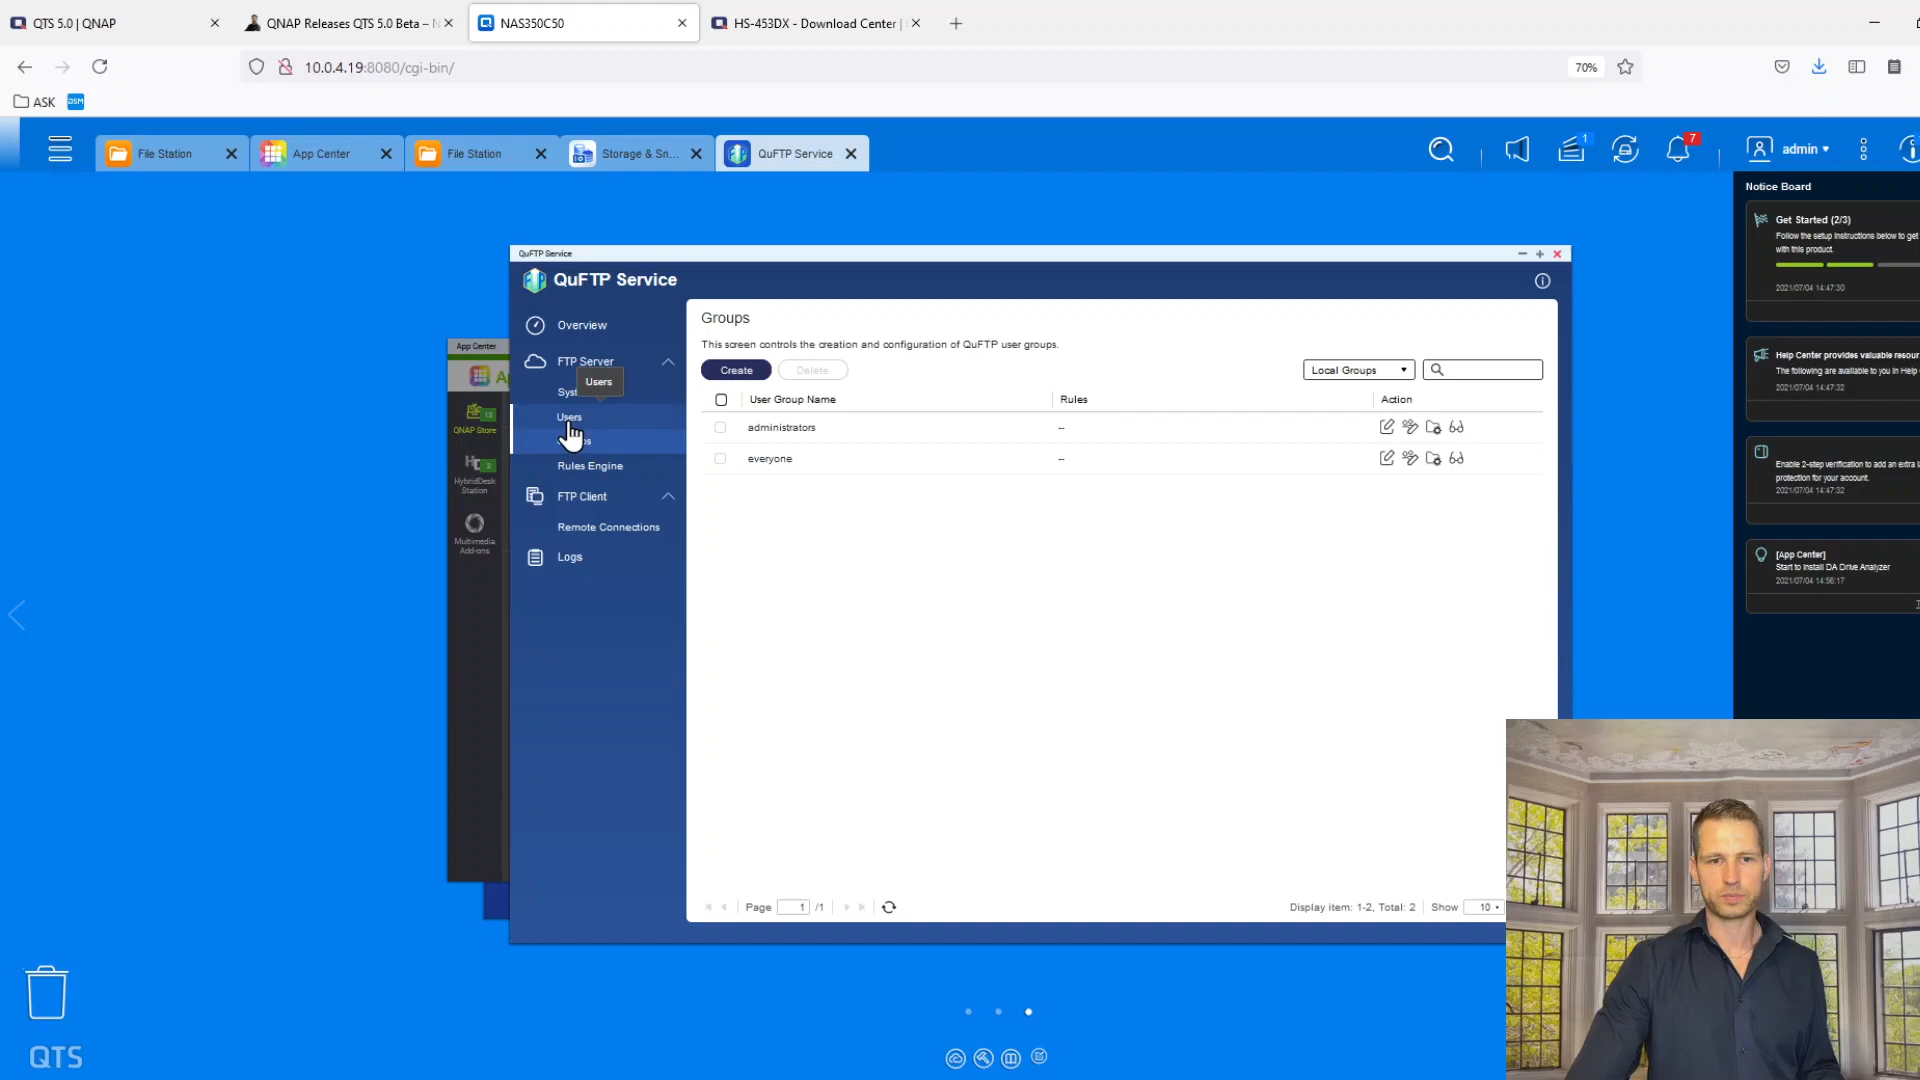 QTS 5.0 | QNAP
QNAP Releases QTS 5.0 Beta –
NAS350C50
HS-453DX - Download Center |
10.0.4.19:8080/cgi-bin/
70%
ASK
DSM
File Station
App Center
File Station
Storage & Sn...
QuFTP Service
1
7
admin
Notice Board
Get Started (2/3)
Follow the setup instructions below to get
with this product.
2021/07/04 14:47:30
Help Center provides valuable resour
The following are available to you in Help
2021/07/04 14:47:32
Enable 2-step verification to add an extra
protection for your account.
2021/07/04 14:47:32
[App Center]
Start to install DA Drive Analyzer
2021/07/04 14:56:17
App Center
QNAP Store
13
HybridDesk
Station
2
Multimedia
Add-ons
QuFTP Service
QuFTP Service
Overview
FTP Server
Users
Sys
Users
Rules Engine
FTP Client
Remote Connections
Logs
Groups
This screen controls the creation and configuration of QuFTP user groups.
Create
Delete
Local Groups
User Group Name
Rules
Action
administrators
–
everyone
–
Page 1 /1
Display item: 1-2, Total: 2
Show 10
QTS